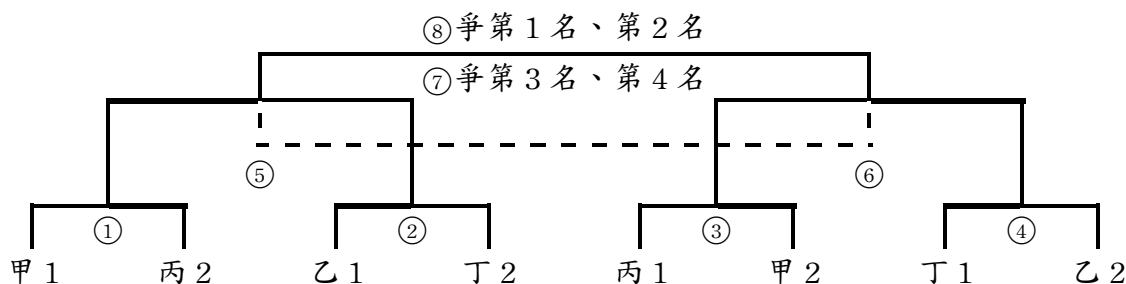 ⑧爭第1名、第2名
⑦爭第3名、第4名
⑤ ⑥
① ② ③ ④
甲1 丙2 乙1 丁2 丙1 甲2 丁1 乙2